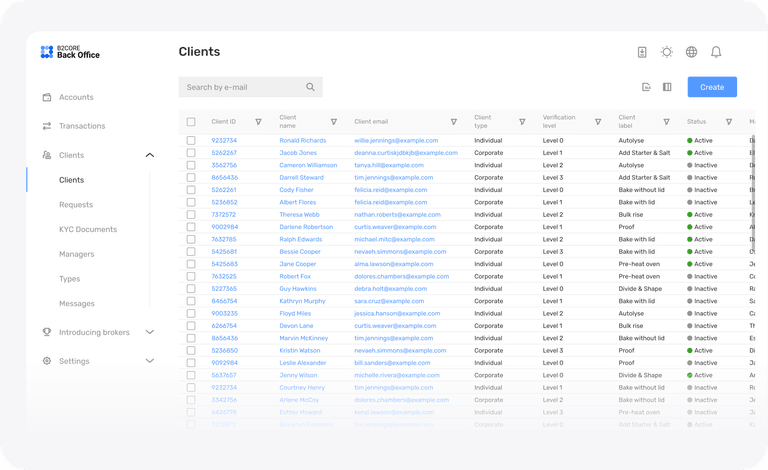 B2CORE
Back Office
Clients
Search by e-mail
Create
Accounts
Transactions
Clients
Clients
Requests
KYC Documents
Managers
Types
Messages
Introducing brokers
Settings
Client ID Client name Client email Client type Verification level Client label Status
9232734 Ronald Richards willie.jennings@example.com Individual Level 0 Autolyse Active
5262267 Jacob Jones deanna.curtiskjdbkjb@example.com Corporate Level 1 Add Starter & Salt Active
3562756 Cameron Williamson tanya.hill@example.com Individual Level 2 Autolyse Inactive
8656436 Darrell Steward tim.jennings@example.com Corporate Level 3 Add Starter & Salt Inactive
5262261 Cody Fisher felicia.reid@example.com Individual Level 0 Bake without lid Inactive
5236852 Albert Flores felicia.reid@example.com Corporate Level 1 Bake with lid Inactive
7372572 Theresa Webb nathan.roberts@example.com Individual Level 2 Bulk rise Active
9002984 Darlene Robertson curtis.weaver@example.com Corporate Level 1 Proof Active
7632785 Ralph Edwards michael.mitc@example.com Individual Level 2 Bake with lid Active
5425681 Bessie Cooper nevaeh.simmons@example.com Corporate Level 3 Bake with lid Active
5425683 Jane Cooper alma.lawson@example.com Individual Level 0 Pre-heat oven Active
7632525 Robert Fox dolores.chambers@example.com Corporate Level 1 Pre-heat oven Inactive
5227365 Guy Hawkins debra.holt@example.com Individual Level 0 Divide & Shape Inactive
8466754 Kathryn Murphy sara.cruz@example.com Corporate Level 1 Bake with lid Inactive
9003235 Floyd Miles jessica.hanson@example.com Individual Level 2 Autolyse Inactive
6266754 Devon Lane curtis.weaver@example.com Corporate Level 1 Bulk rise Inactive
8656436 Marvin McKinney tim.jennings@example.com Individual Level 2 Bake with lid Inactive
5236850 Kristin Watson nevaeh.simmons@example.com Corporate Level 3 Proof Active
9092984 Leslie Alexander bill.sanders@example.com Individual Level 0 Proof Inactive
5637657 Jenny Wilson michelle.rivera@example.com Corporate Level 0 Divide & Shape Active
9232734 Courtney Henry tim.jennings@example.com Individual Level 1 Bake without lid Inactive
3342756 Arlene McCoy dolores.chambers@example.com Corporate Level 2 Bake without lid Inactive
Esther Howard Individual Level 3 Pre-heat oven Inactive
Corporate Level 0 Add Starter & Salt Active